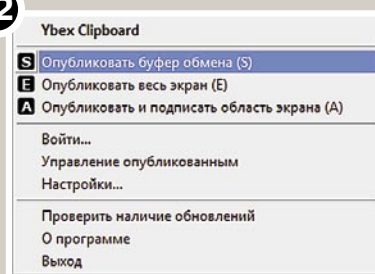 2
Ybex Clipboard
S Опубликовать буфер обмена (S)
E Опубликовать весь экран (E)
A Опубликовать и подписать область экрана (A)
Войти...
Управление опубликованным
Настройки...
Проверить наличие обновлений
О программе
Выход